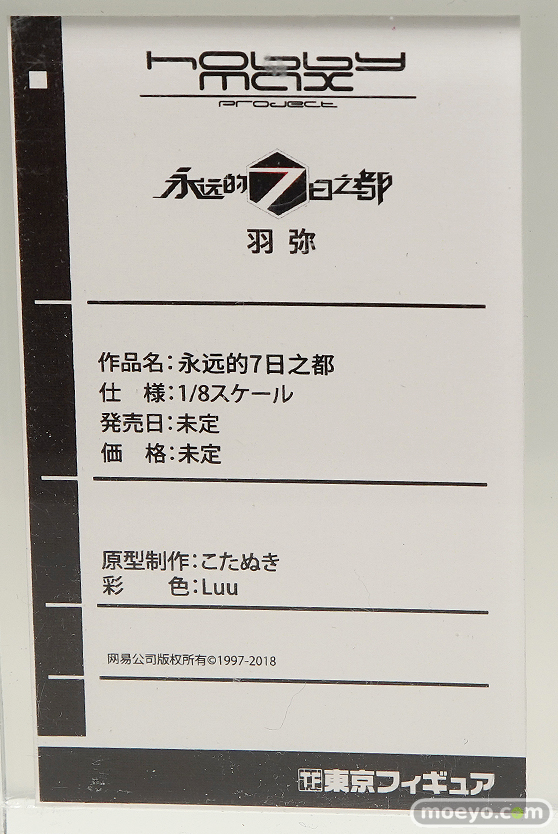 hobby
max
project
永远的7日之都
羽弥
作品名:永远的7日之都
仕　様:1/8スケール
発売日:未定
価　格:未定
原型制作:こたぬき
彩　　色:Luu
网易公司版权所有©1997-2018
TF 東京フィギュア
moeyo.com